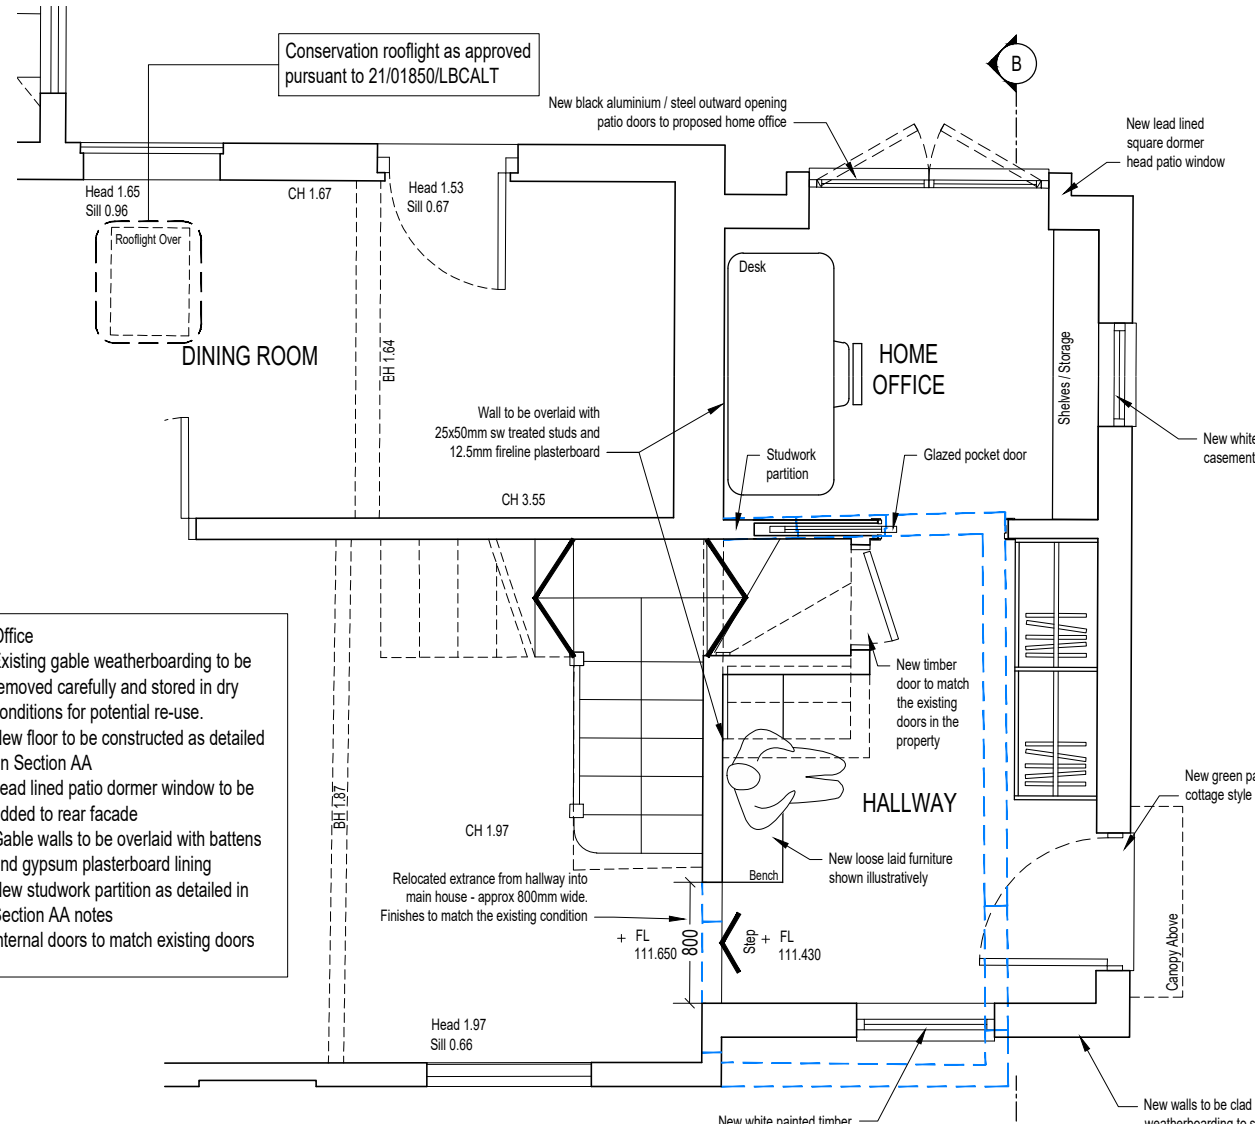 Conservation rooflight as approved
pursuant to 21/01850/LBCALT
B
New black aluminium / steel outward opening
patio doors to proposed home office
New lead lined
square dormer
head patio window
Head 1.65
Sill 0.96
CH 1.67
Head 1.53
Sill 0.67
Rooflight Over
Desk
DINING ROOM
BH 1.64
HOME
OFFICE
Shelves / Storage
Wall to be overlaid with
25x50mm sw treated studs and
12.5mm fireline plasterboard
New white
casement
Studwork
partition
Glazed pocket door
CH 3.55
Office
Existing gable weatherboarding to be
removed carefully and stored in dry
conditions for potential re-use.
New floor to be constructed as detailed
in Section AA
Lead lined patio dormer window to be
added to rear facade
Gable walls to be overlaid with battens
and gypsum plasterboard lining
New studwork partition as detailed in
Section AA notes
Internal doors to match existing doors
New timber
door to match
the existing
doors in the
property
BH 1.87
CH 1.97
HALLWAY
New green pa
cottage style
New loose laid furniture
shown illustratively
Bench
Relocated extrance from hallway into
main house - approx 800mm wide.
Finishes to match the existing condition
+ FL
111.650
800
Step
+ FL
111.430
Canopy Above
Head 1.97
Sill 0.66
New white painted timber
New walls to be clad
weatherboarding to s